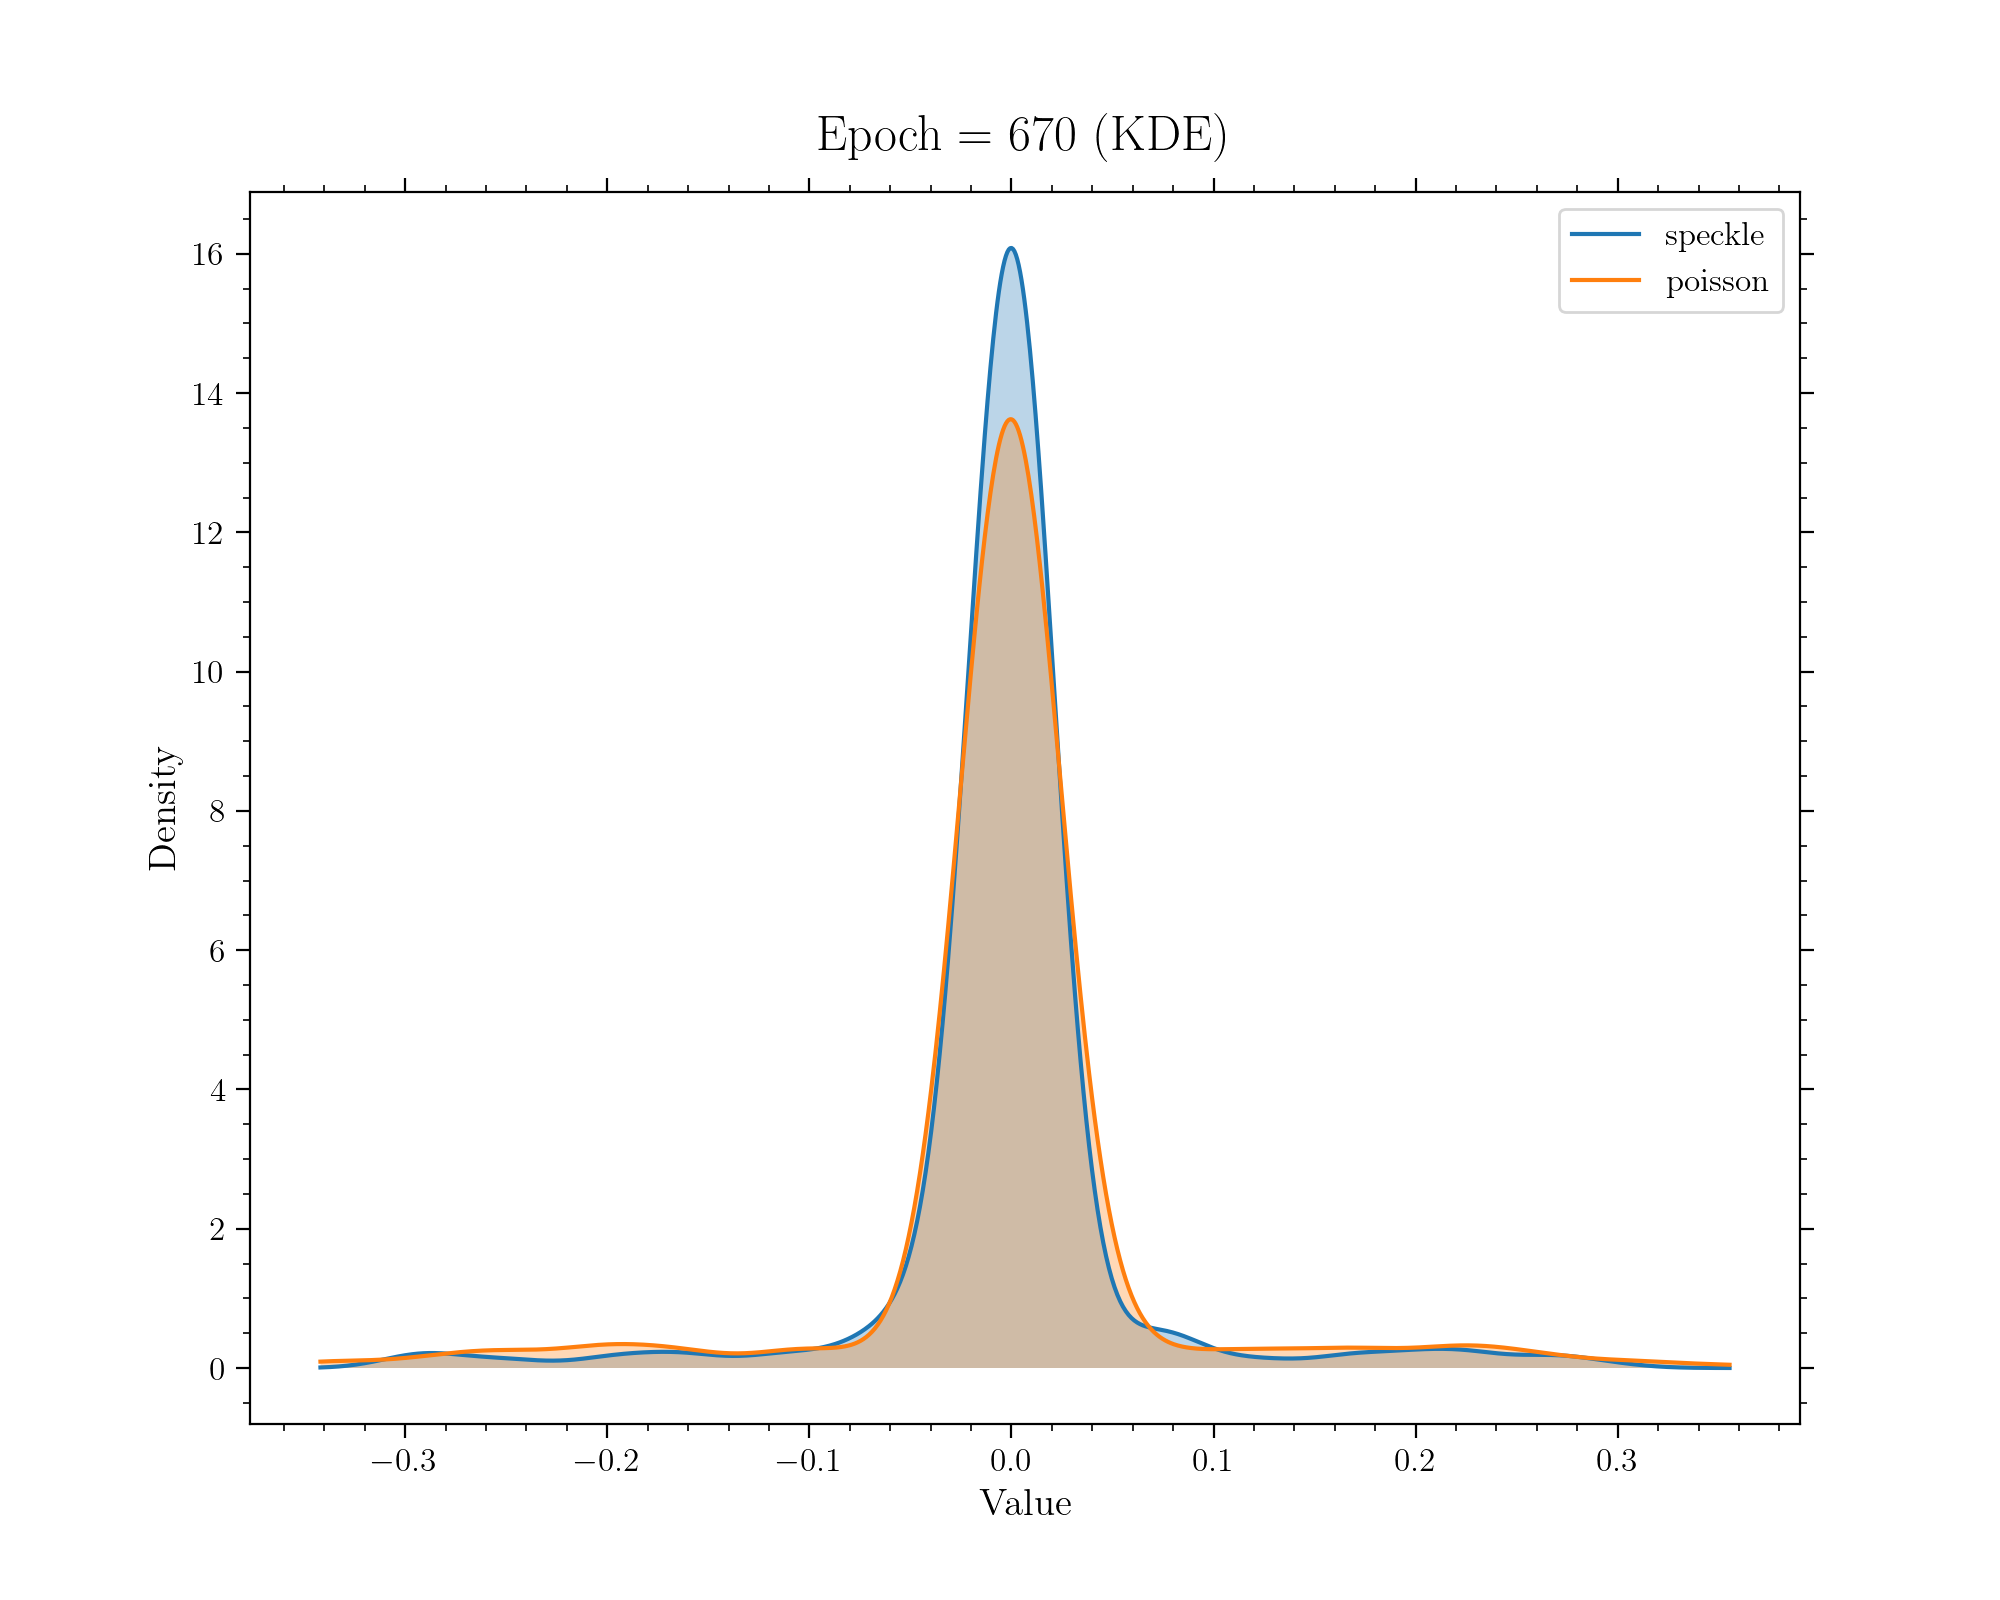 Epoch = 670 (KDE)
speckle
poisson
16
14
12
10
8
6
4
2
0
Density
−0.3 −0.2 −0.1 0.0 0.1 0.2 0.3
Value